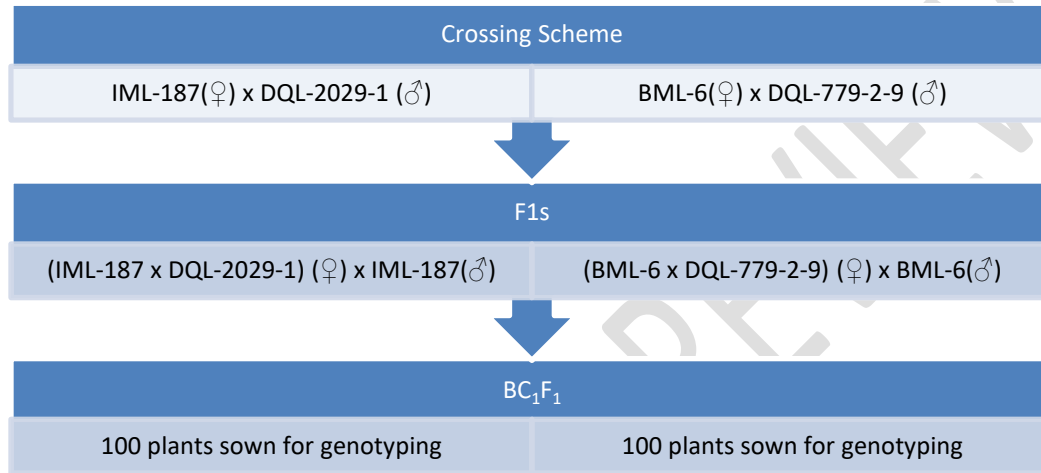 Crossing Scheme
IML-187(♀) x DQL-2029-1 (♂)
BML-6(♀) x DQL-779-2-9 (♂)
F1s
(IML-187 x DQL-2029-1) (♀) x IML-187(♂)
(BML-6 x DQL-779-2-9) (♀) x BML-6(♂)
BC₁F₁
100 plants sown for genotyping
100 plants sown for genotyping